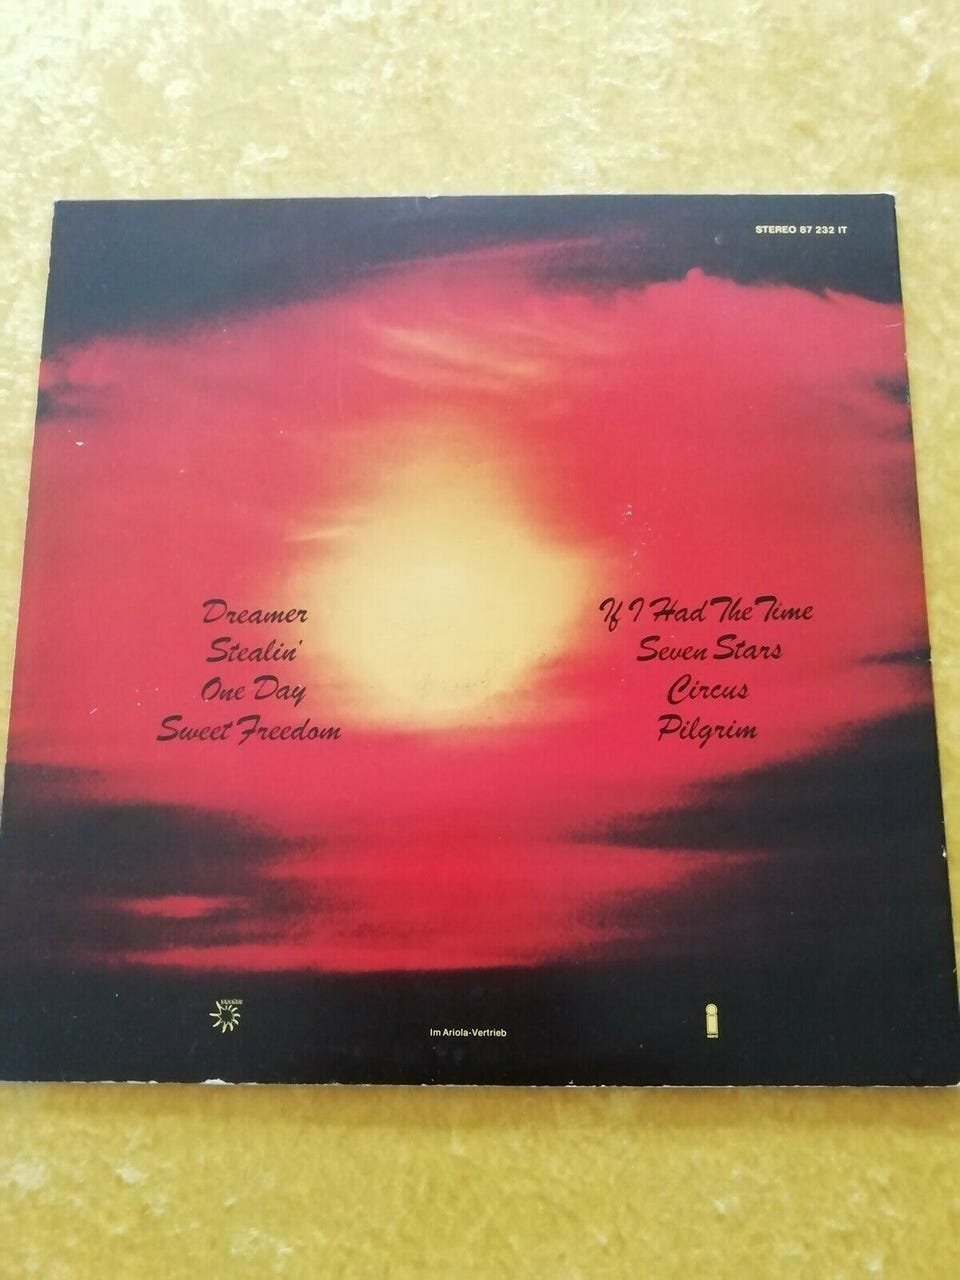 STEREO 87 232 IT
Dreamer
Stealin'
One Day
Sweet Freedom
If I Had The Time
Seven Stars
Circus
Pilgrim
Im Ariola-Vertrieb